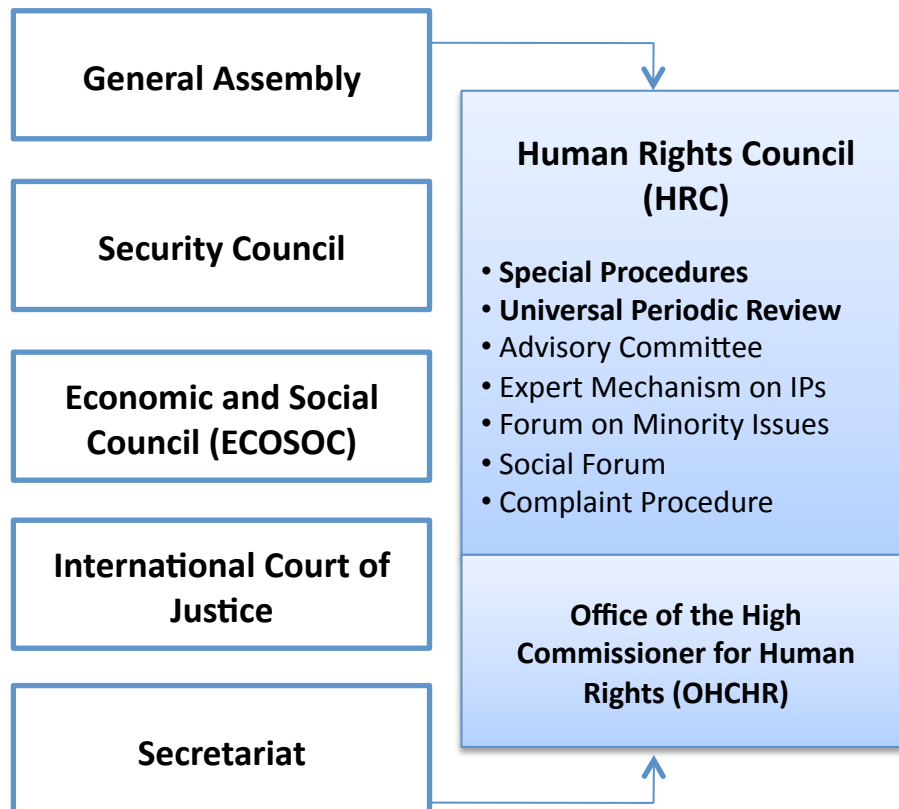 General Assembly
Security Council
Economic and Social
Council (ECOSOC)
International Court of
Justice
Secretariat
Human Rights Council
(HRC)
• Special Procedures
• Universal Periodic Review
• Advisory Committee
• Expert Mechanism on IPs
• Forum on Minority Issues
• Social Forum
• Complaint Procedure
Office of the High
Commissioner for Human
Rights (OHCHR)